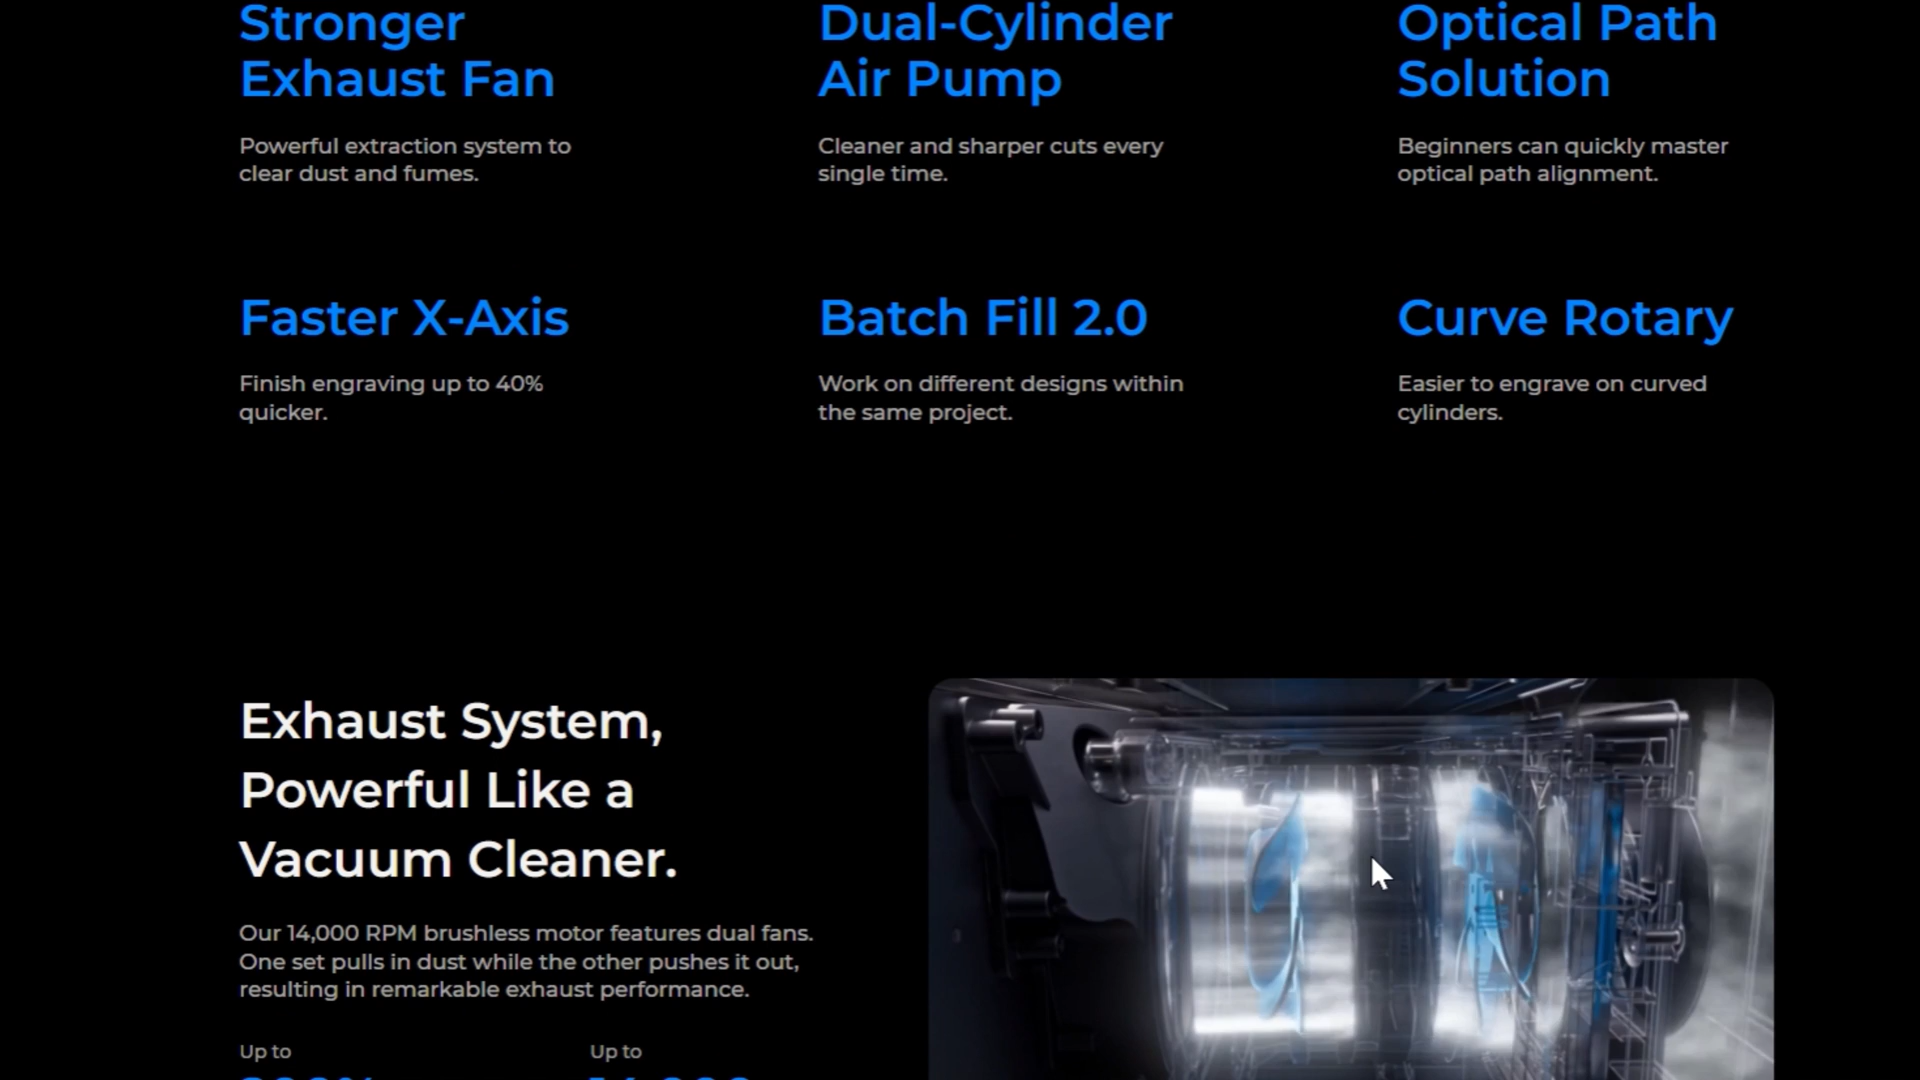 Stronger
Exhaust Fan
Powerful extraction system to
clear dust and fumes.
Dual-Cylinder
Air Pump
Cleaner and sharper cuts every
single time.
Optical Path
Solution
Beginners can quickly master
optical path alignment.
Faster X-Axis
Finish engraving up to 40%
quicker.
Batch Fill 2.0
Work on different designs within
the same project.
Curve Rotary
Easier to engrave on curved
cylinders.
Exhaust System,
Powerful Like a
Vacuum Cleaner.
Our 14,000 RPM brushless motor features dual fans.
One set pulls in dust while the other pushes it out,
resulting in remarkable exhaust performance.
Up to
Up to